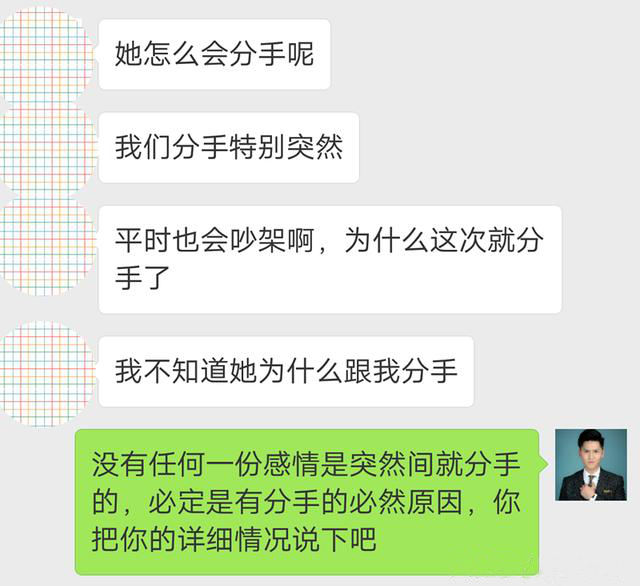 她怎么会分手呢
我们分手特别突然
平时也会吵架啊，为什么这次就分
手了
我不知道她为什么跟我分手
没有任何一份感情是突然间就分手
的，必定是有分手的必然原因，你
把你的详细情况说下吧